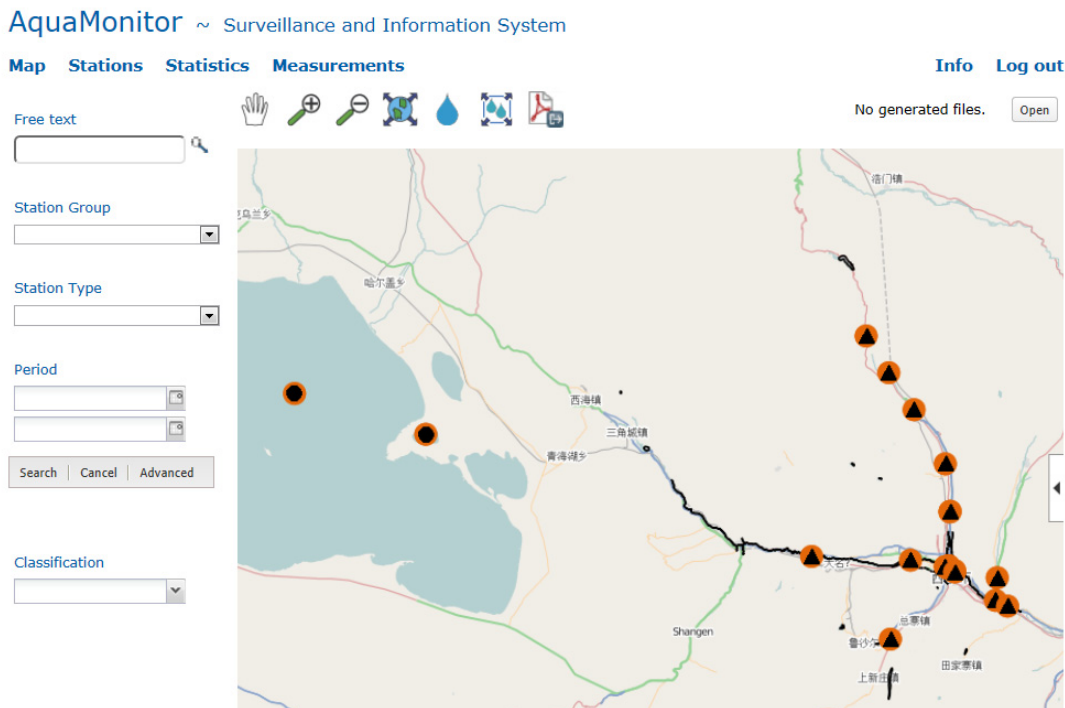 AquaMonitor ~ Surveillance and Information System
Map Stations Statistics Measurements Info Log out
Free text
No generated files. Open
Station Group
Station Type
Period
Search Cancel Advanced
Classification
浩门镇
哈尔盖乡
西海镇
三角城镇
青海湖乡
Shangen
总寨镇
鲁沙尔
田家寨镇
上新庄镇